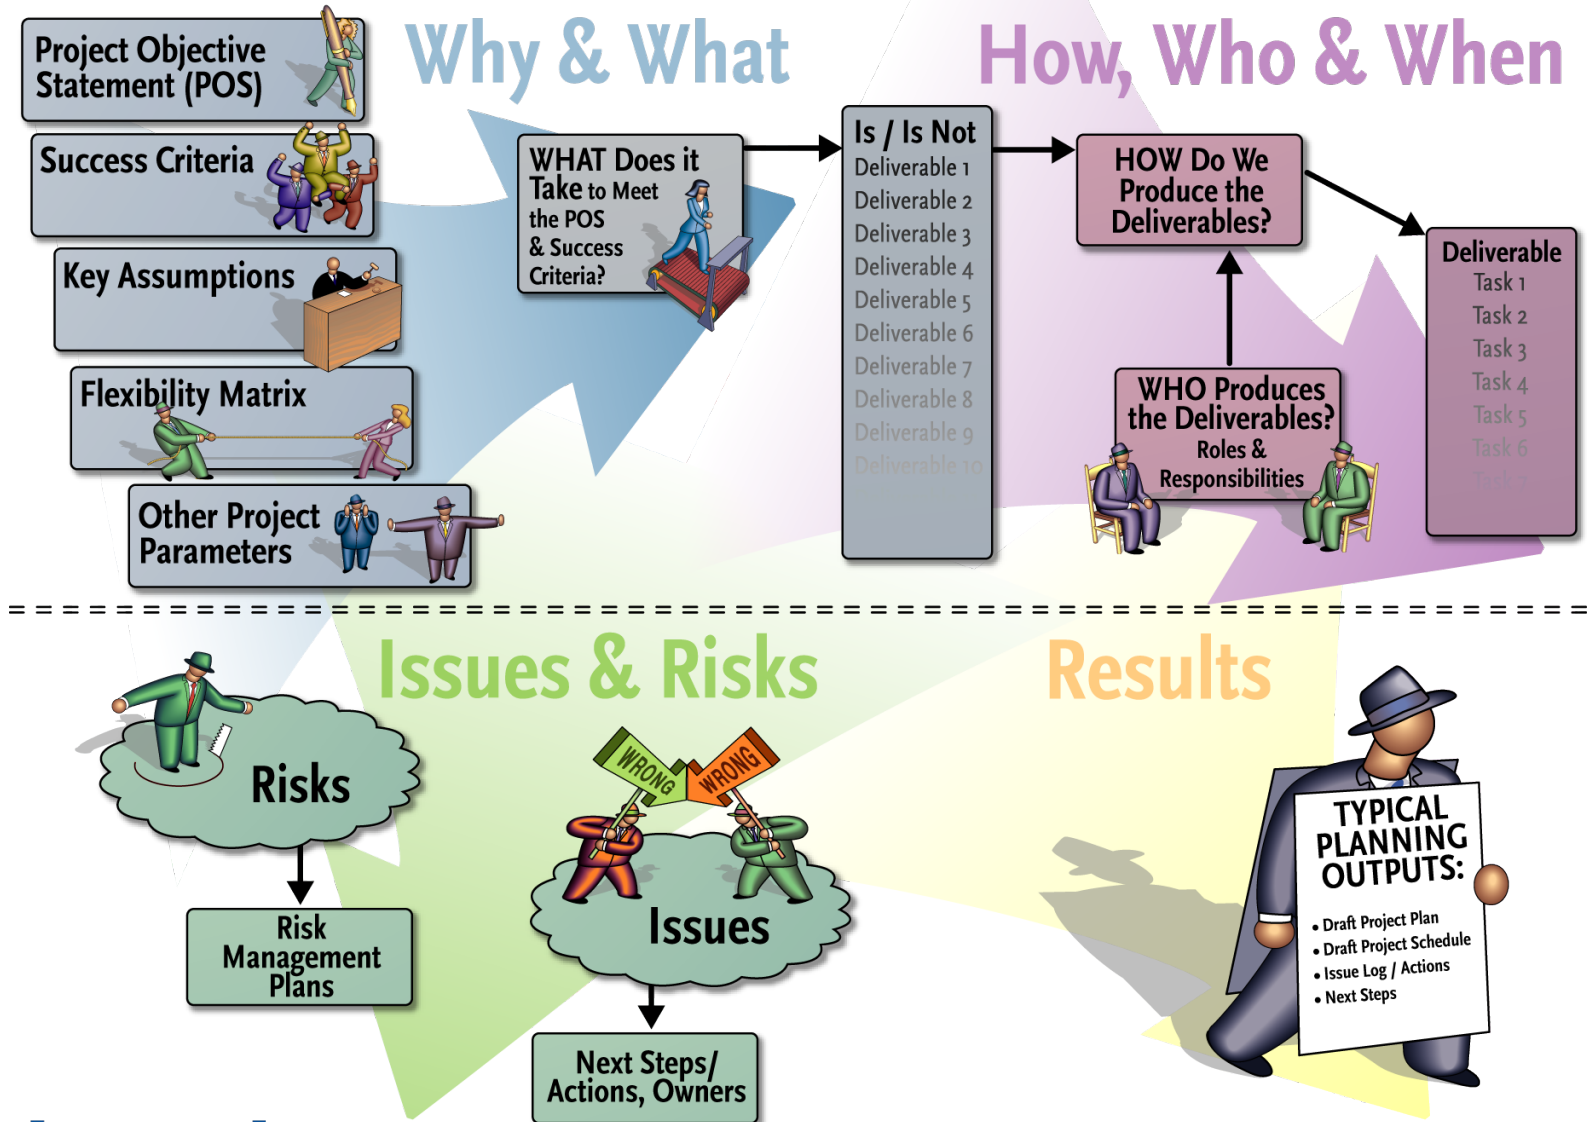 Why & What
How, Who & When
Project Objective
Statement (POS)
Success Criteria
Key Assumptions
Flexibility Matrix
Other Project
Parameters
WHAT Does it
Take to Meet
the POS
& Success
Criteria?
Is / Is Not
Deliverable 1
Deliverable 2
Deliverable 3
Deliverable 4
Deliverable 5
Deliverable 6
Deliverable 7
Deliverable 8
Deliverable 9
Deliverable 10
HOW Do We
Produce the
Deliverables?
WHO Produces
the Deliverables?
Roles &
Responsibilities
Deliverable
Task 1
Task 2
Task 3
Task 4
Task 5
Task 6
Task 7
Issues & Risks
Results
Risks
Risk
Management
Plans
WRONG
WRONG
Issues
Next Steps/
Actions, Owners
TYPICAL
PLANNING
OUTPUTS:
• Draft Project Plan
• Draft Project Schedule
• Issue Log / Actions
• Next Steps